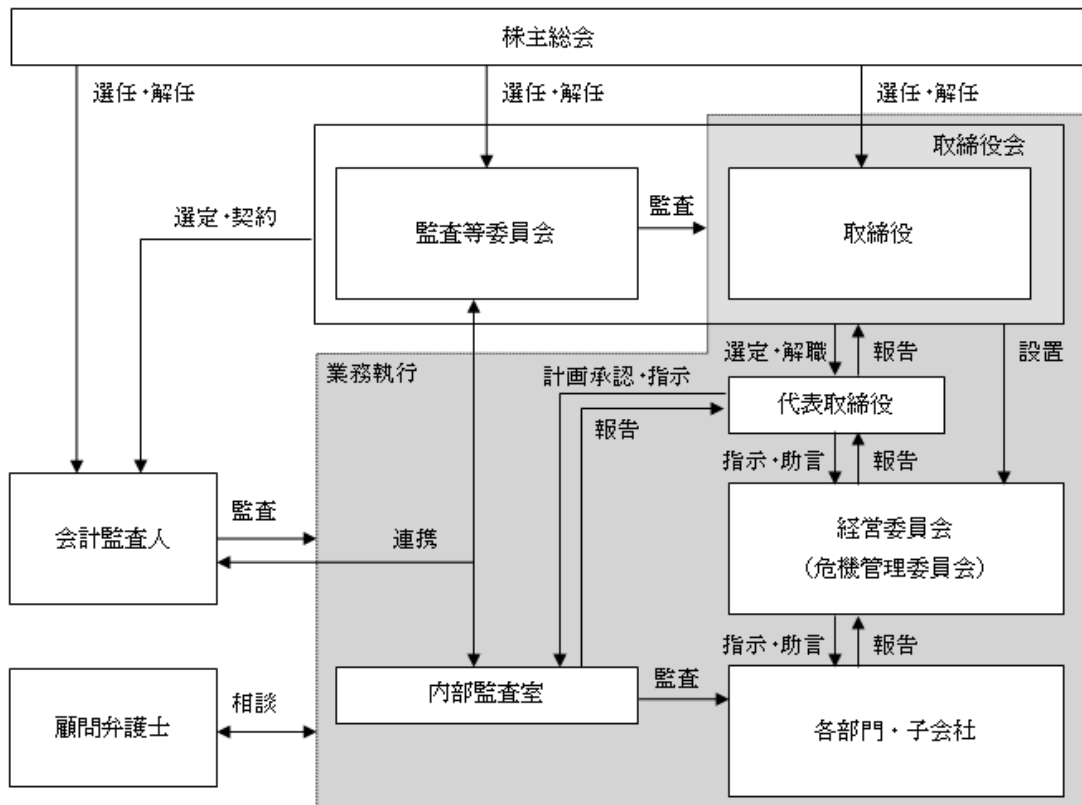 株主総会
選任・解任
選任・解任
選任・解任
取締役会
監査等委員会
監査
取締役
選定・契約
選定・解職
報告
設置
業務執行
計画承認・指示
代表取締役
報告
指示・助言
報告
会計監査人
監査
連携
経営委員会
(危機管理委員会)
指示・助言
報告
内部監査室
監査
各部門・子会社
顧問弁護士
相談